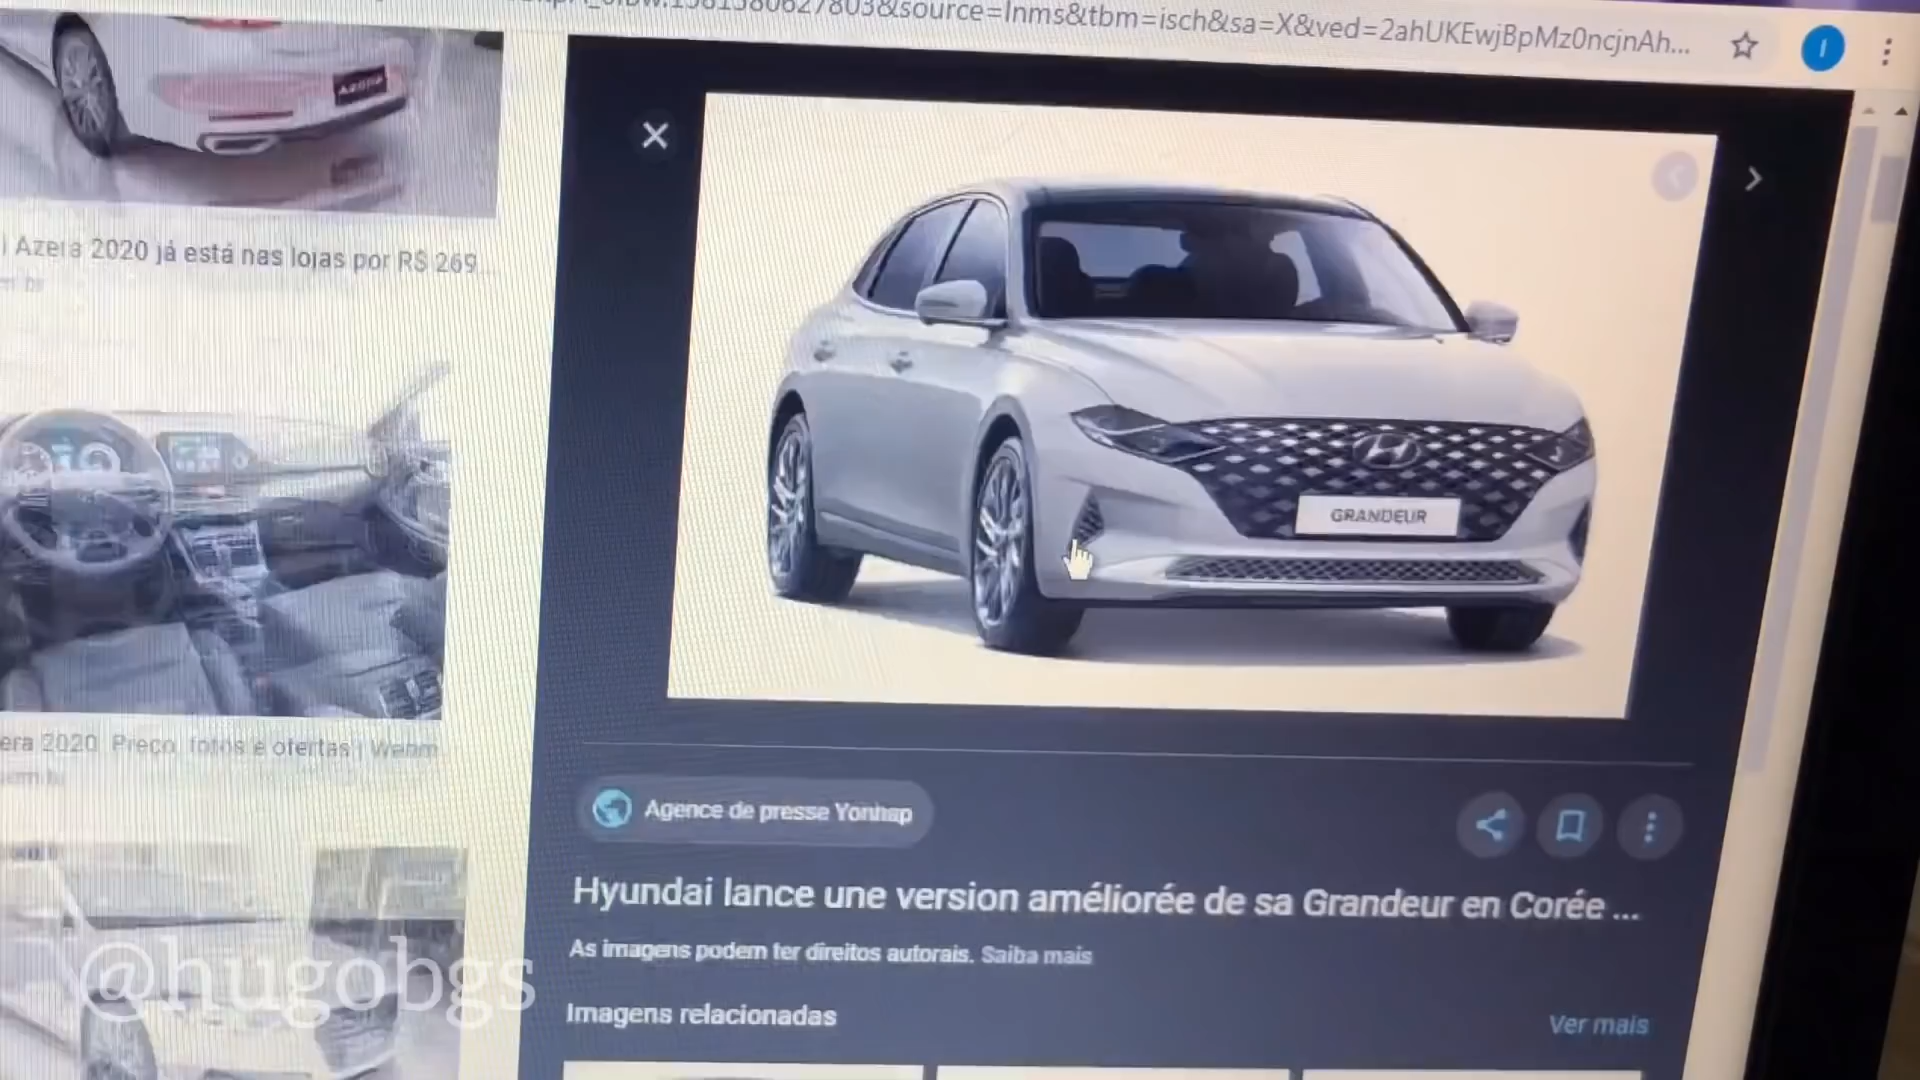 &source=lnms&tbm=isch&sa=X&ved=2ahUKEwjBpMz0ncjnAh...
Azera 2020 já está nas lojas por R$ 269...
GRANDEUR
era 2020: Preço, fotos e ofertas |
Agence de presse Yonhap
Hyundai lance une version améliorée de sa Grandeur en Corée ...
As imagens podem ter direitos autorais. Saiba mais
Imagens relacionadas
Ver mais
@hugobgs